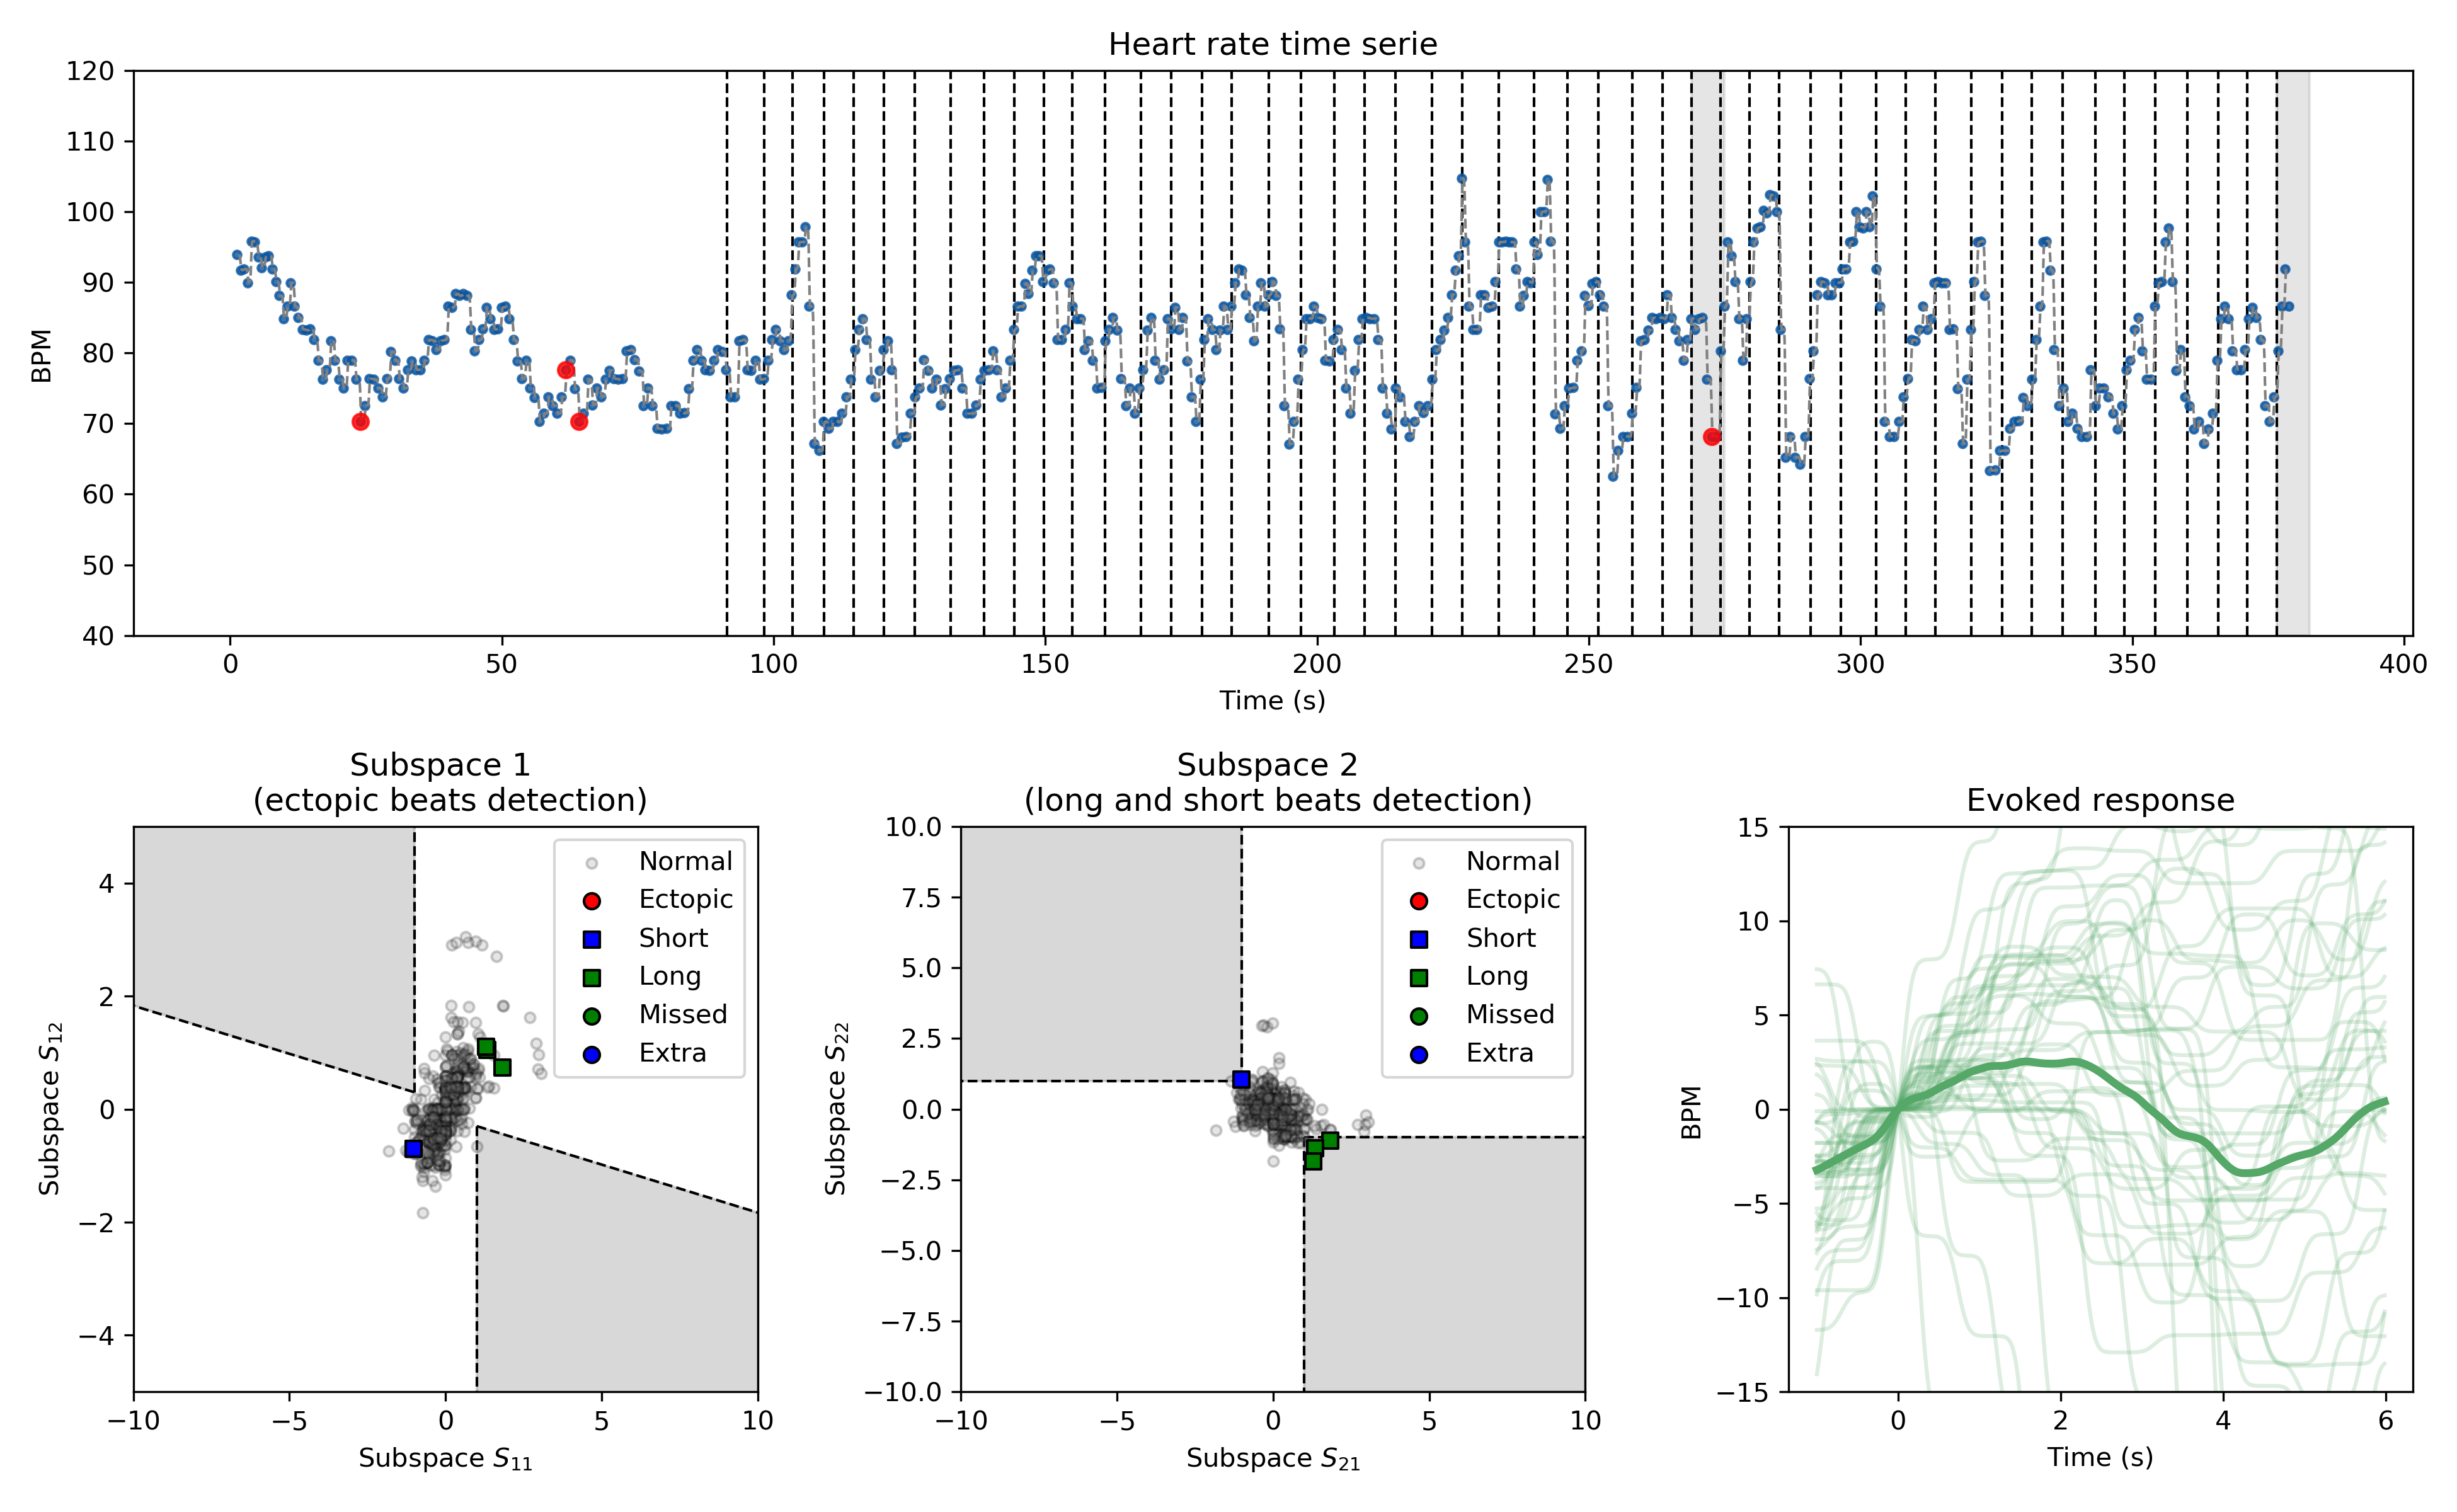 Heart rate time serie
120
110
100
90
80
70
60
50
40
BPM
0 50 100 150 200 250 300 350 400
Time (s)
Subspace 1
(ectopic beats detection)
4
2
0
−2
−4
Subspace S12
Normal
Ectopic
Short
Long
Missed
Extra
−10 −5 0 5 10
Subspace S11
Subspace 2
(long and short beats detection)
10.0
7.5
5.0
2.5
0.0
−2.5
−5.0
−7.5
−10.0
Subspace S22
Normal
Ectopic
Short
Long
Missed
Extra
−10 −5 0 5 10
Subspace S21
Evoked response
15
10
5
0
−5
−10
−15
BPM
0 2 4 6
Time (s)